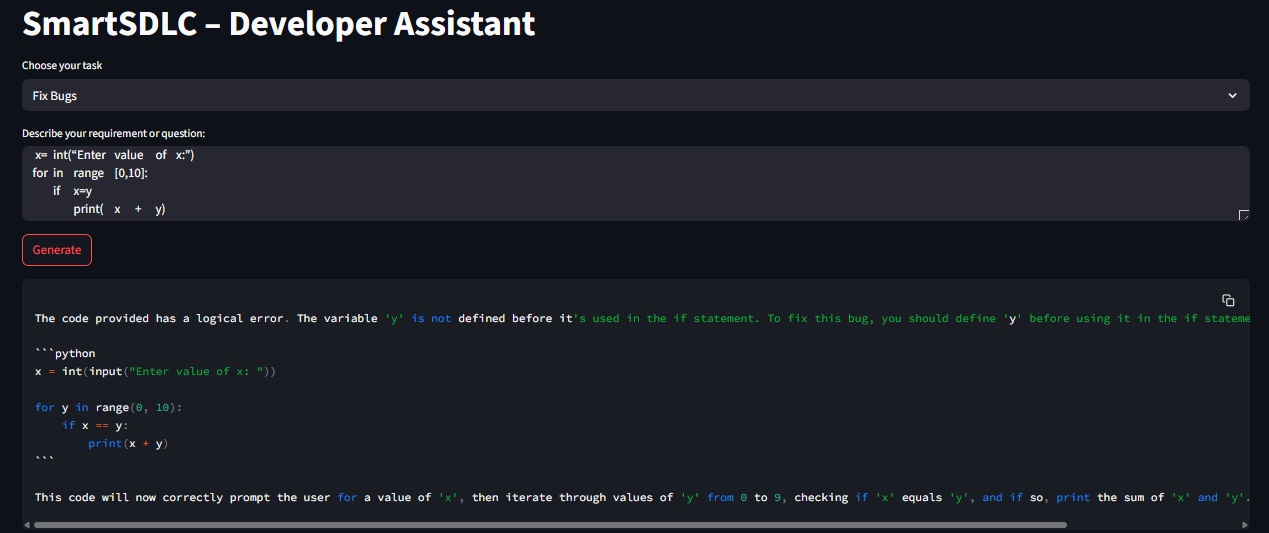 SmartSDLC – Developer Assistant
Choose your task
Fix Bugs
Describe your requirement or question:
x= int(“Enter value of x:”)
for in range [0,10]:
if x=y
print( x + y)
Generate
The code provided has a logical error. The variable 'y' is not defined before it's used in the if statement. To fix this bug, you should define 'y' before using it in the if stateme
```python
x = int(input("Enter value of x: "))
for y in range(0, 10):
if x == y:
print(x + y)
```
This code will now correctly prompt the user for a value of 'x', then iterate through values of 'y' from 0 to 9, checking if 'x' equals 'y', and if so, print the sum of 'x' and 'y'.